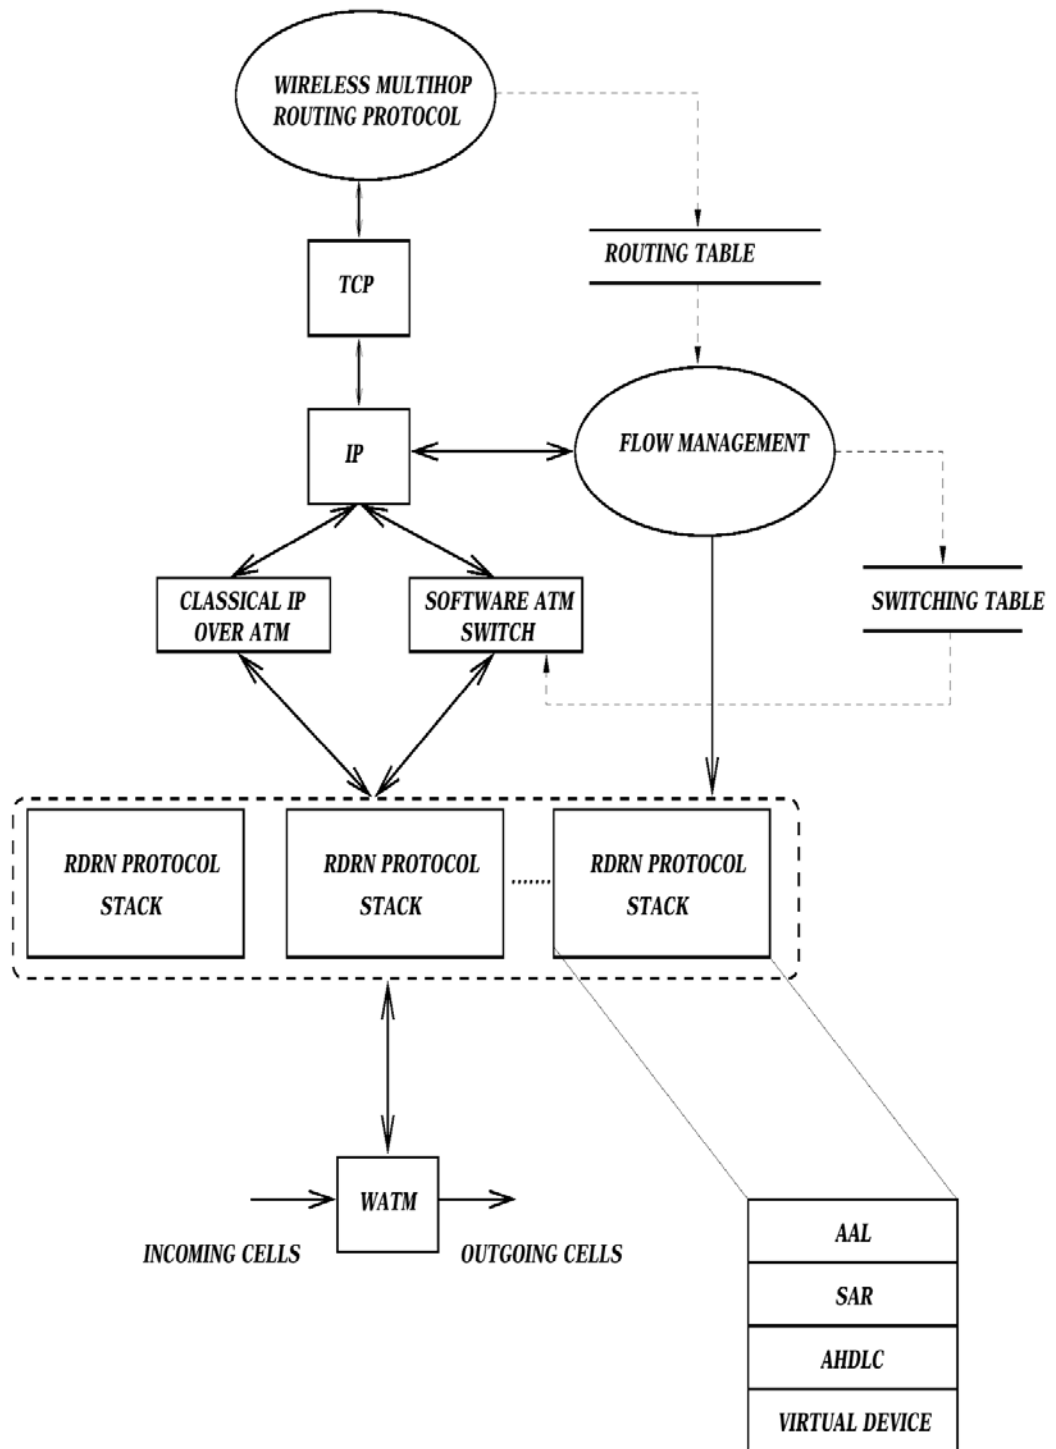 WIRELESS MULTIHOP
ROUTING PROTOCOL
ROUTING TABLE
TCP
IP
FLOW MANAGEMENT
CLASSICAL IP
OVER ATM
SOFTWARE ATM
SWITCH
SWITCHING TABLE
RDRN PROTOCOL
STACK
RDRN PROTOCOL
STACK
.......
RDRN PROTOCOL
STACK
WATM
INCOMING CELLS
OUTGOING CELLS
AAL
SAR
AHDLC
VIRTUAL DEVICE